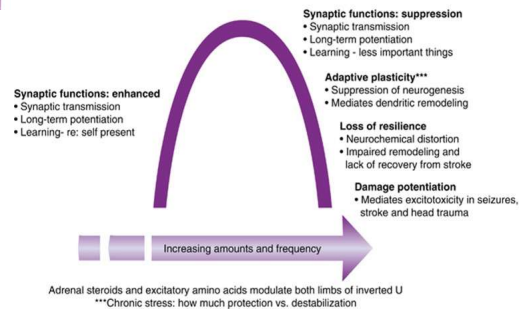 Synaptic functions: suppression
• Synaptic transmission
• Long-term potentiation
• Learning - less important things
Adaptive plasticity***
• Suppression of neurogenesis
• Mediates dendritic remodeling
Synaptic functions: enhanced
• Synaptic transmission
• Long-term potentiation
• Learning- re: self present
Loss of resilience
• Neurochemical distortion
• Impaired remodeling and
lack of recovery from stroke
Damage potentiation
• Mediates excitotoxicity in seizures,
stroke and head trauma
Increasing amounts and frequency
Adrenal steroids and excitatory amino acids modulate both limbs of inverted U
***Chronic stress: how much protection vs. destabilization